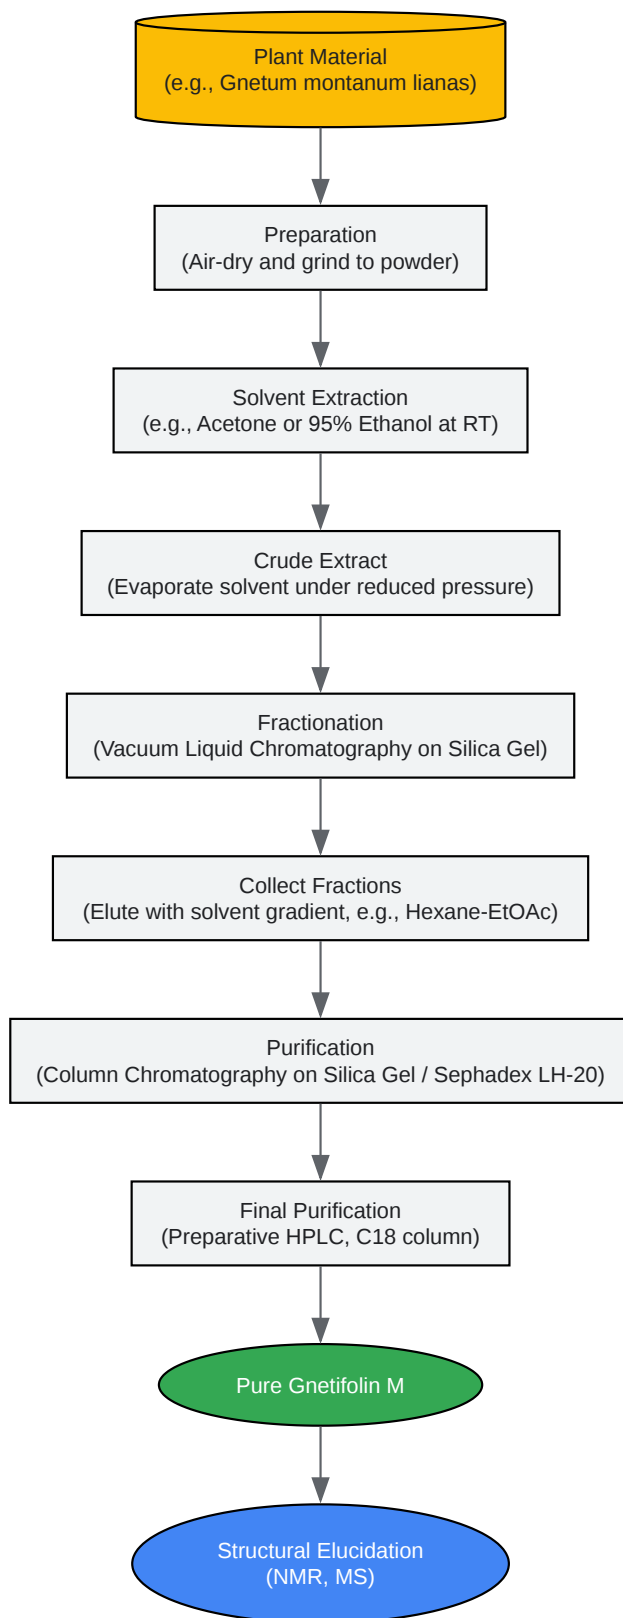 Plant Material
(e.g., Gnetum montanum lianas)
Preparation
(Air-dry and grind to powder)
Solvent Extraction
(e.g., Acetone or 95% Ethanol at RT)
Crude Extract
(Evaporate solvent under reduced pressure)
Fractionation
(Vacuum Liquid Chromatography on Silica Gel)
Collect Fractions
(Elute with solvent gradient, e.g., Hexane-EtOAc)
Purification
(Column Chromatography on Silica Gel / Sephadex LH-20)
Final Purification
(Preparative HPLC, C18 column)
Pure Gnetifolin M
Structural Elucidation
(NMR, MS)